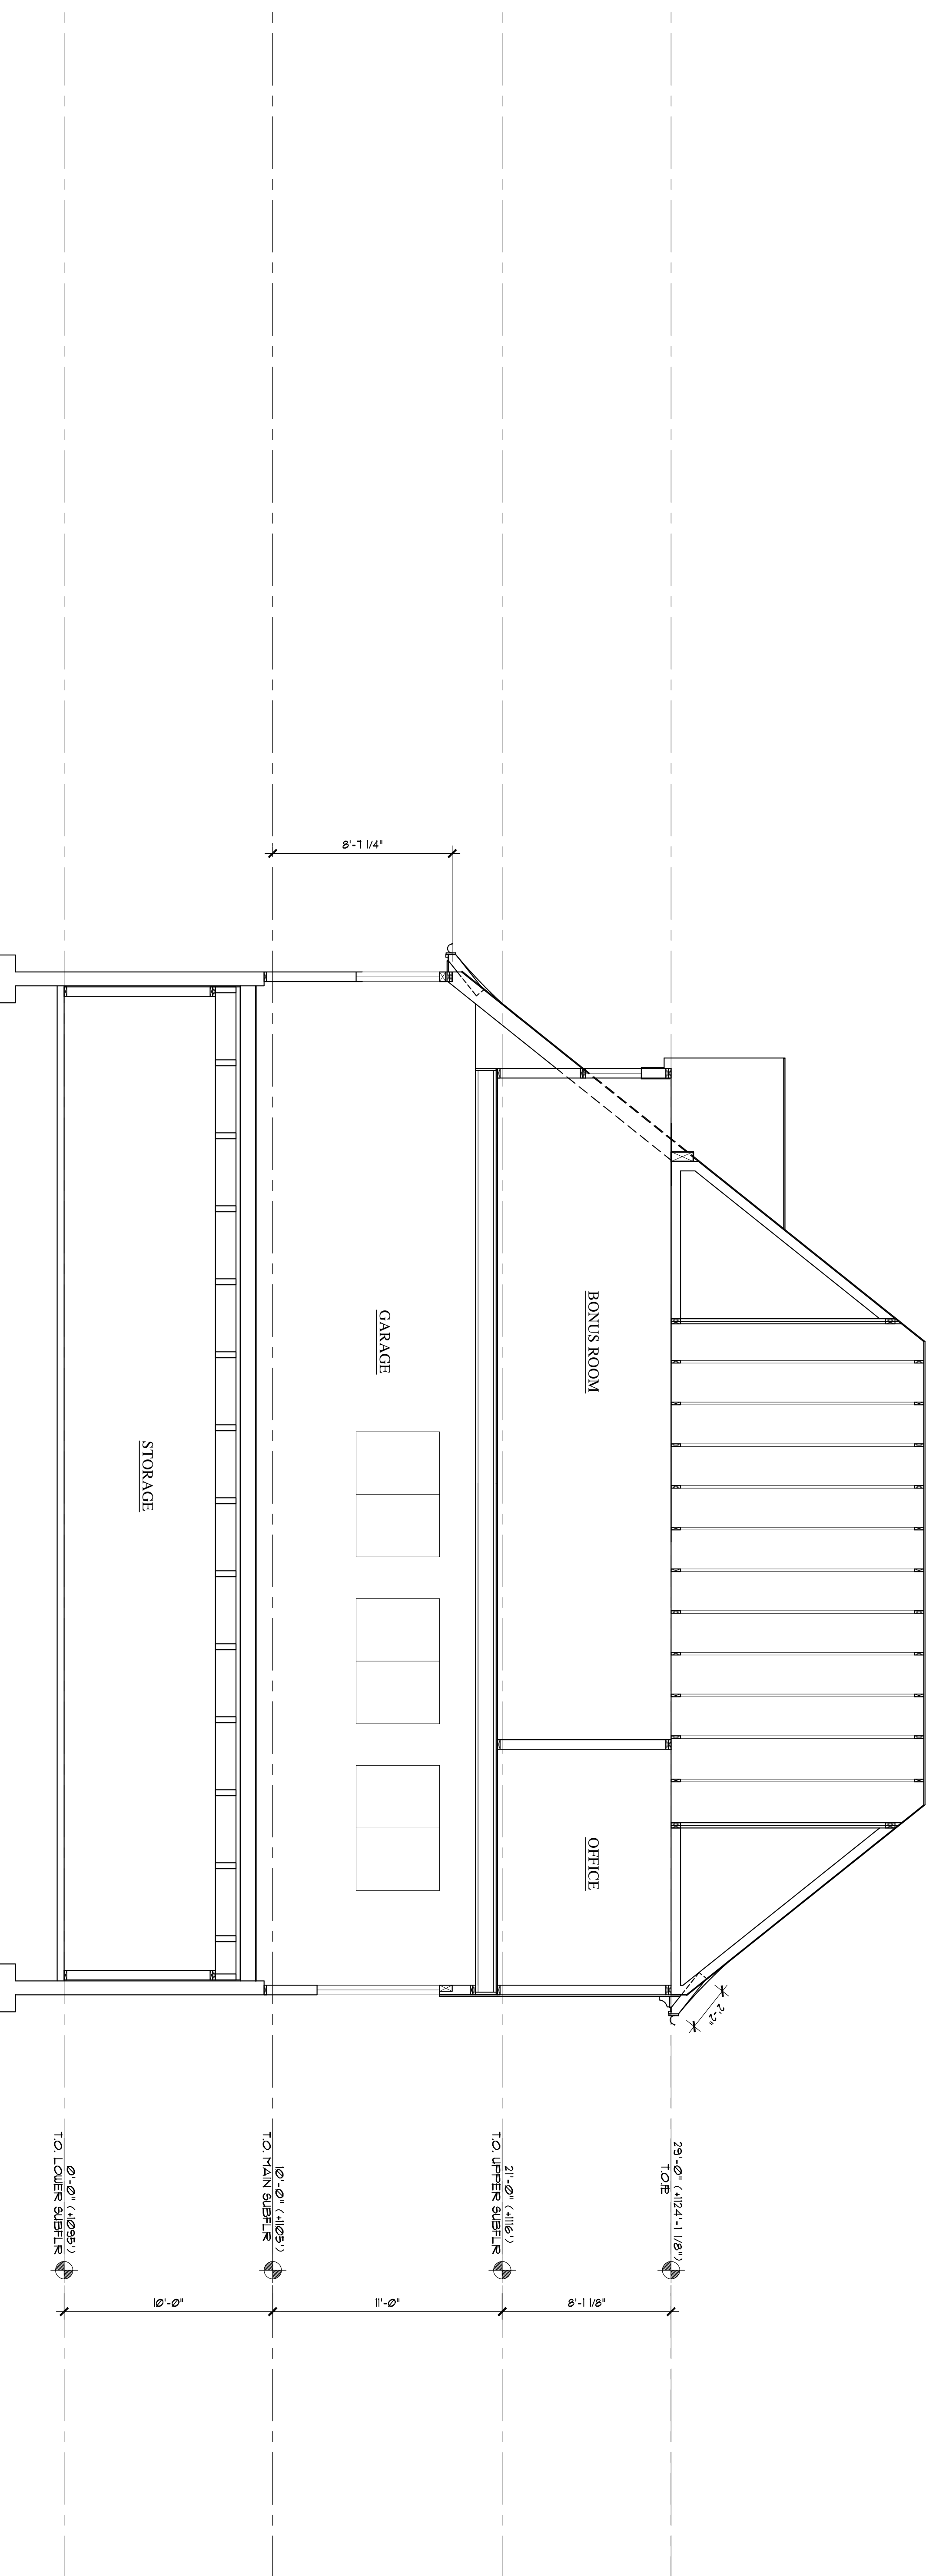 29'-0" (+1124'-1 1/8")
T.O.P.
8'-1 1/8"
BONUS ROOM
OFFICE
2'-2"
21'-0" (+1116')
T.O. UPPER SUBFLR
8'-7 1/4"
GARAGE
11'-0"
10'-0" (+1105')
T.O. MAIN SUBFLR
STORAGE
10'-0"
0'-0" (+1095')
T.O. LOWER SUBFLR